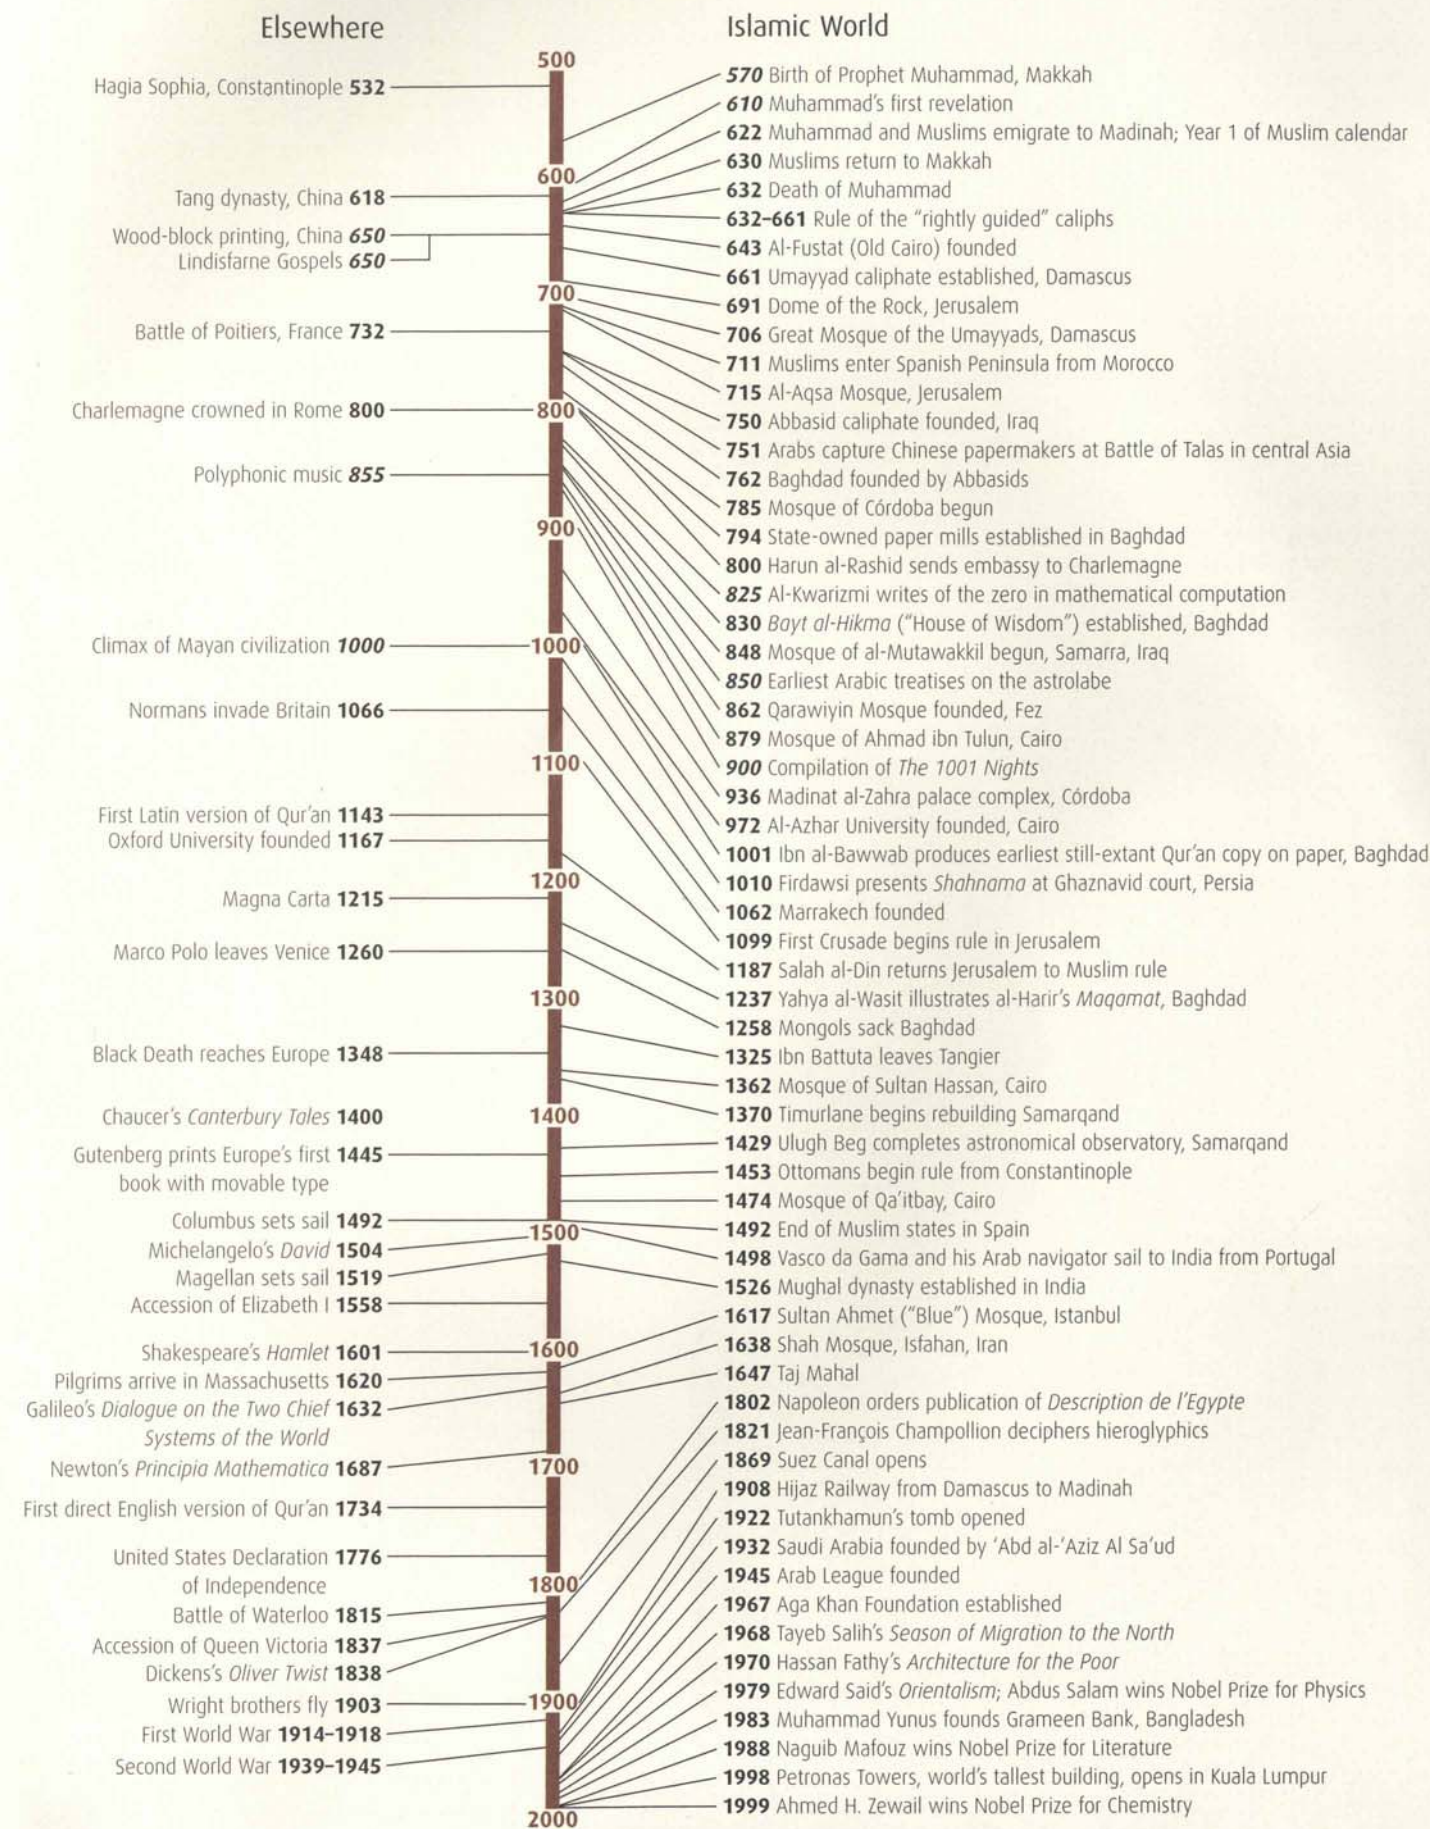 Elsewhere
Hagia Sophia, Constantinople 532
Tang dynasty, China 618
Wood-block printing, China 650
Lindisfarne Gospels 650
Battle of Poitiers, France 732
Charlemagne crowned in Rome 800
Polyphonic music 855
Climax of Mayan civilization 1000
Normans invade Britain 1066
First Latin version of Qur'an 1143
Oxford University founded 1167
Magna Carta 1215
Marco Polo leaves Venice 1260
Black Death reaches Europe 1348
Chaucer's Canterbury Tales 1400
Gutenberg prints Europe's first 1445
book with movable type
Columbus sets sail 1492
Michelangelo's David 1504
Magellan sets sail 1519
Accession of Elizabeth I 1558
Shakespeare's Hamlet 1601
Pilgrims arrive in Massachusetts 1620
Galileo's Dialogue on the Two Chief 1632
Systems of the World
Newton's Principia Mathematica 1687
First direct English version of Qur'an 1734
United States Declaration 1776
of Independence
Battle of Waterloo 1815
Accession of Queen Victoria 1837
Dickens's Oliver Twist 1838
Wright brothers fly 1903
First World War 1914–1918
Second World War 1939–1945
500
600
700
800
900
1000
1100
1200
1300
1400
1500
1600
1700
1800
1900
2000
Islamic World
570 Birth of Prophet Muhammad, Makkah
610 Muhammad's first revelation
622 Muhammad and Muslims emigrate to Madinah; Year 1 of Muslim calendar
630 Muslims return to Makkah
632 Death of Muhammad
632–661 Rule of the "rightly guided" caliphs
643 Al-Fustat (Old Cairo) founded
661 Umayyad caliphate established, Damascus
691 Dome of the Rock, Jerusalem
706 Great Mosque of the Umayyads, Damascus
711 Muslims enter Spanish Peninsula from Morocco
715 Al-Aqsa Mosque, Jerusalem
750 Abbasid caliphate founded, Iraq
751 Arabs capture Chinese papermakers at Battle of Talas in central Asia
762 Baghdad founded by Abbasids
785 Mosque of Córdoba begun
794 State-owned paper mills established in Baghdad
800 Harun al-Rashid sends embassy to Charlemagne
825 Al-Kwarizmi writes of the zero in mathematical computation
830 Bayt al-Hikma ("House of Wisdom") established, Baghdad
848 Mosque of al-Mutawakkil begun, Samarra, Iraq
850 Earliest Arabic treatises on the astrolabe
862 Qarawiyin Mosque founded, Fez
879 Mosque of Ahmad ibn Tulun, Cairo
900 Compilation of The 1001 Nights
936 Madinat al-Zahra palace complex, Córdoba
972 Al-Azhar University founded, Cairo
1001 Ibn al-Bawwab produces earliest still-extant Qur'an copy on paper, Baghdad
1010 Firdawsi presents Shahnama at Ghaznavid court, Persia
1062 Marrakech founded
1099 First Crusade begins rule in Jerusalem
1187 Salah al-Din returns Jerusalem to Muslim rule
1237 Yahya al-Wasit illustrates al-Harir's Maqamat, Baghdad
1258 Mongols sack Baghdad
1325 Ibn Battuta leaves Tangier
1362 Mosque of Sultan Hassan, Cairo
1370 Timurlane begins rebuilding Samarqand
1429 Ulugh Beg completes astronomical observatory, Samarqand
1453 Ottomans begin rule from Constantinople
1474 Mosque of Qa'itbay, Cairo
1492 End of Muslim states in Spain
1498 Vasco da Gama and his Arab navigator sail to India from Portugal
1526 Mughal dynasty established in India
1617 Sultan Ahmet ("Blue") Mosque, Istanbul
1638 Shah Mosque, Isfahan, Iran
1647 Taj Mahal
1802 Napoleon orders publication of Description de l'Egypte
1821 Jean-François Champollion deciphers hieroglyphics
1869 Suez Canal opens
1908 Hijaz Railway from Damascus to Madinah
1922 Tutankhamun's tomb opened
1932 Saudi Arabia founded by 'Abd al-'Aziz Al Sa'ud
1945 Arab League founded
1967 Aga Khan Foundation established
1968 Tayeb Salih's Season of Migration to the North
1970 Hassan Fathy's Architecture for the Poor
1979 Edward Said's Orientalism; Abdus Salam wins Nobel Prize for Physics
1983 Muhammad Yunus founds Grameen Bank, Bangladesh
1988 Naguib Mafouz wins Nobel Prize for Literature
1998 Petronas Towers, world's tallest building, opens in Kuala Lumpur
1999 Ahmed H. Zewail wins Nobel Prize for Chemistry